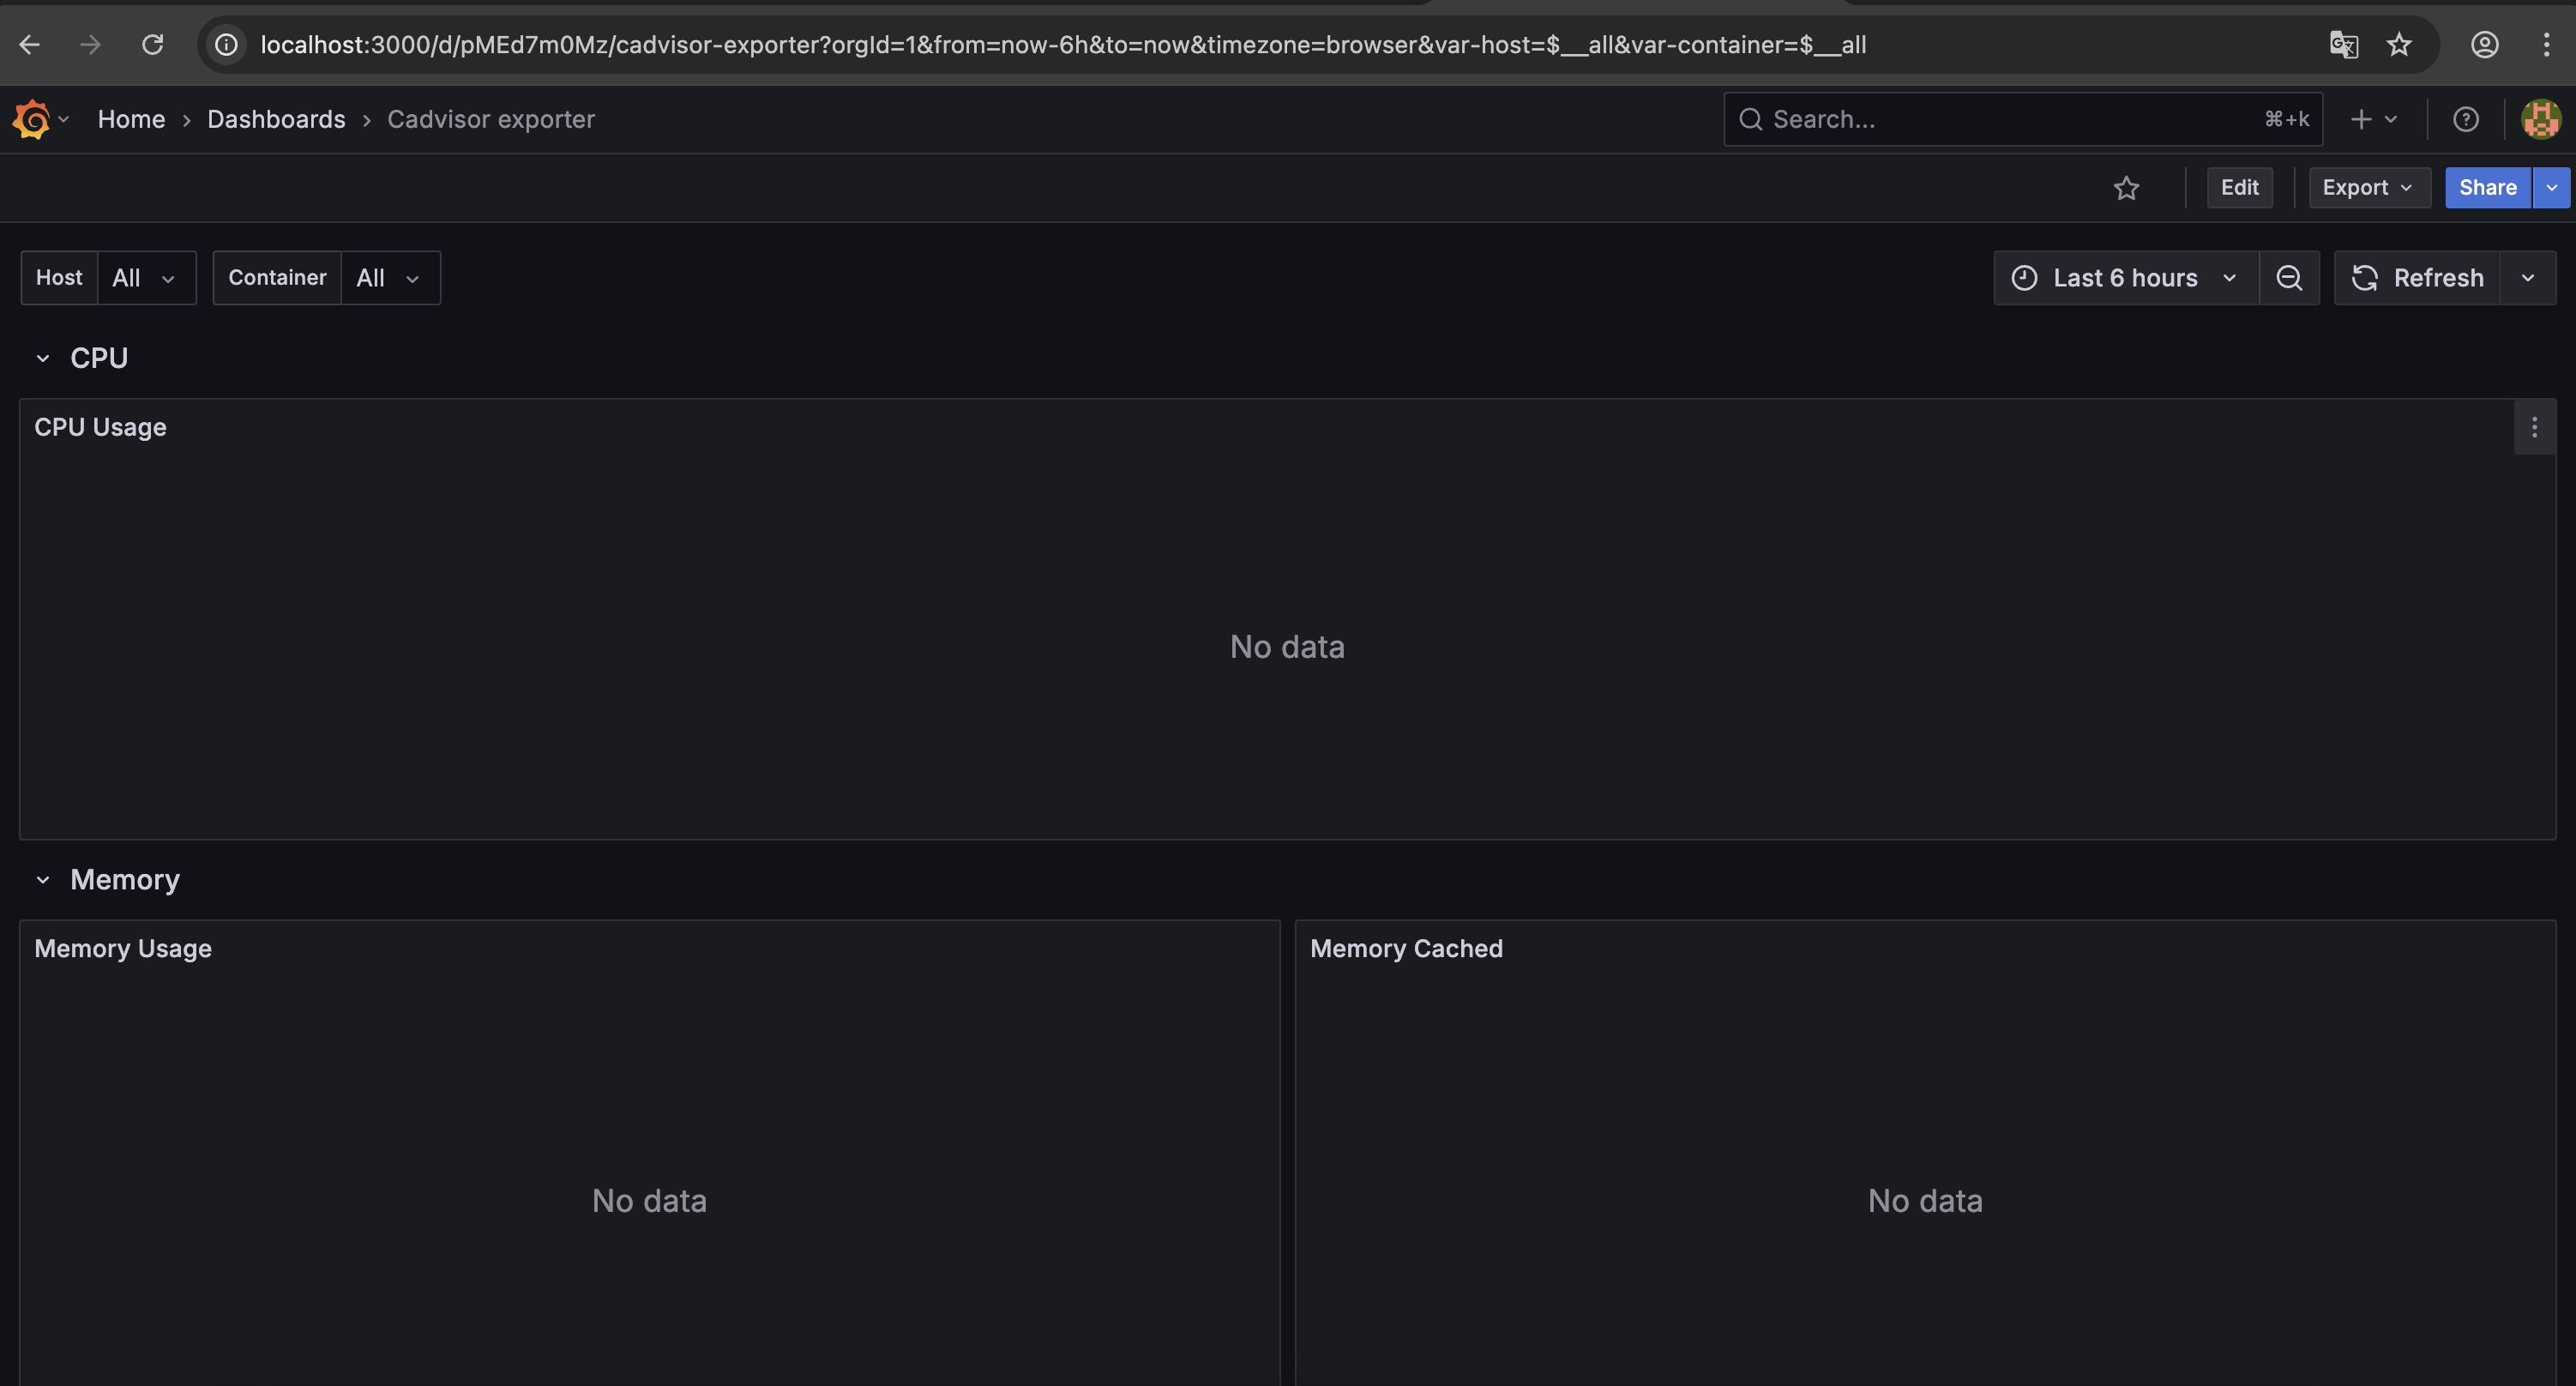 localhost:3000/d/pMEd7m0Mz/cadvisor-exporter?orgId=1&from=now-6h&to=now&timezone=browser&var-host=$__all&var-container=$__all
Home › Dashboards › Cadvisor exporter
Search...
⌘+k
Edit
Export
Share
Host All
Container All
Last 6 hours
Refresh
CPU
CPU Usage
No data
Memory
Memory Usage
Memory Cached
No data
No data